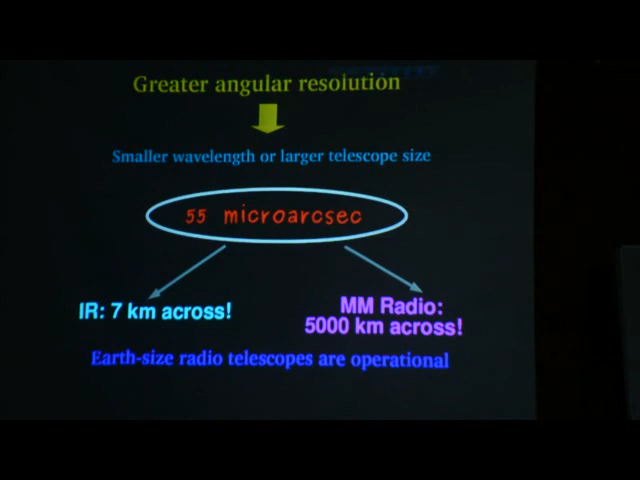 Greater angular resolution
Smaller wavelength or larger telescope size
55 microarcsec
IR: 7 km across!
MM Radio:
5000 km across!
Earth-size radio telescopes are operational